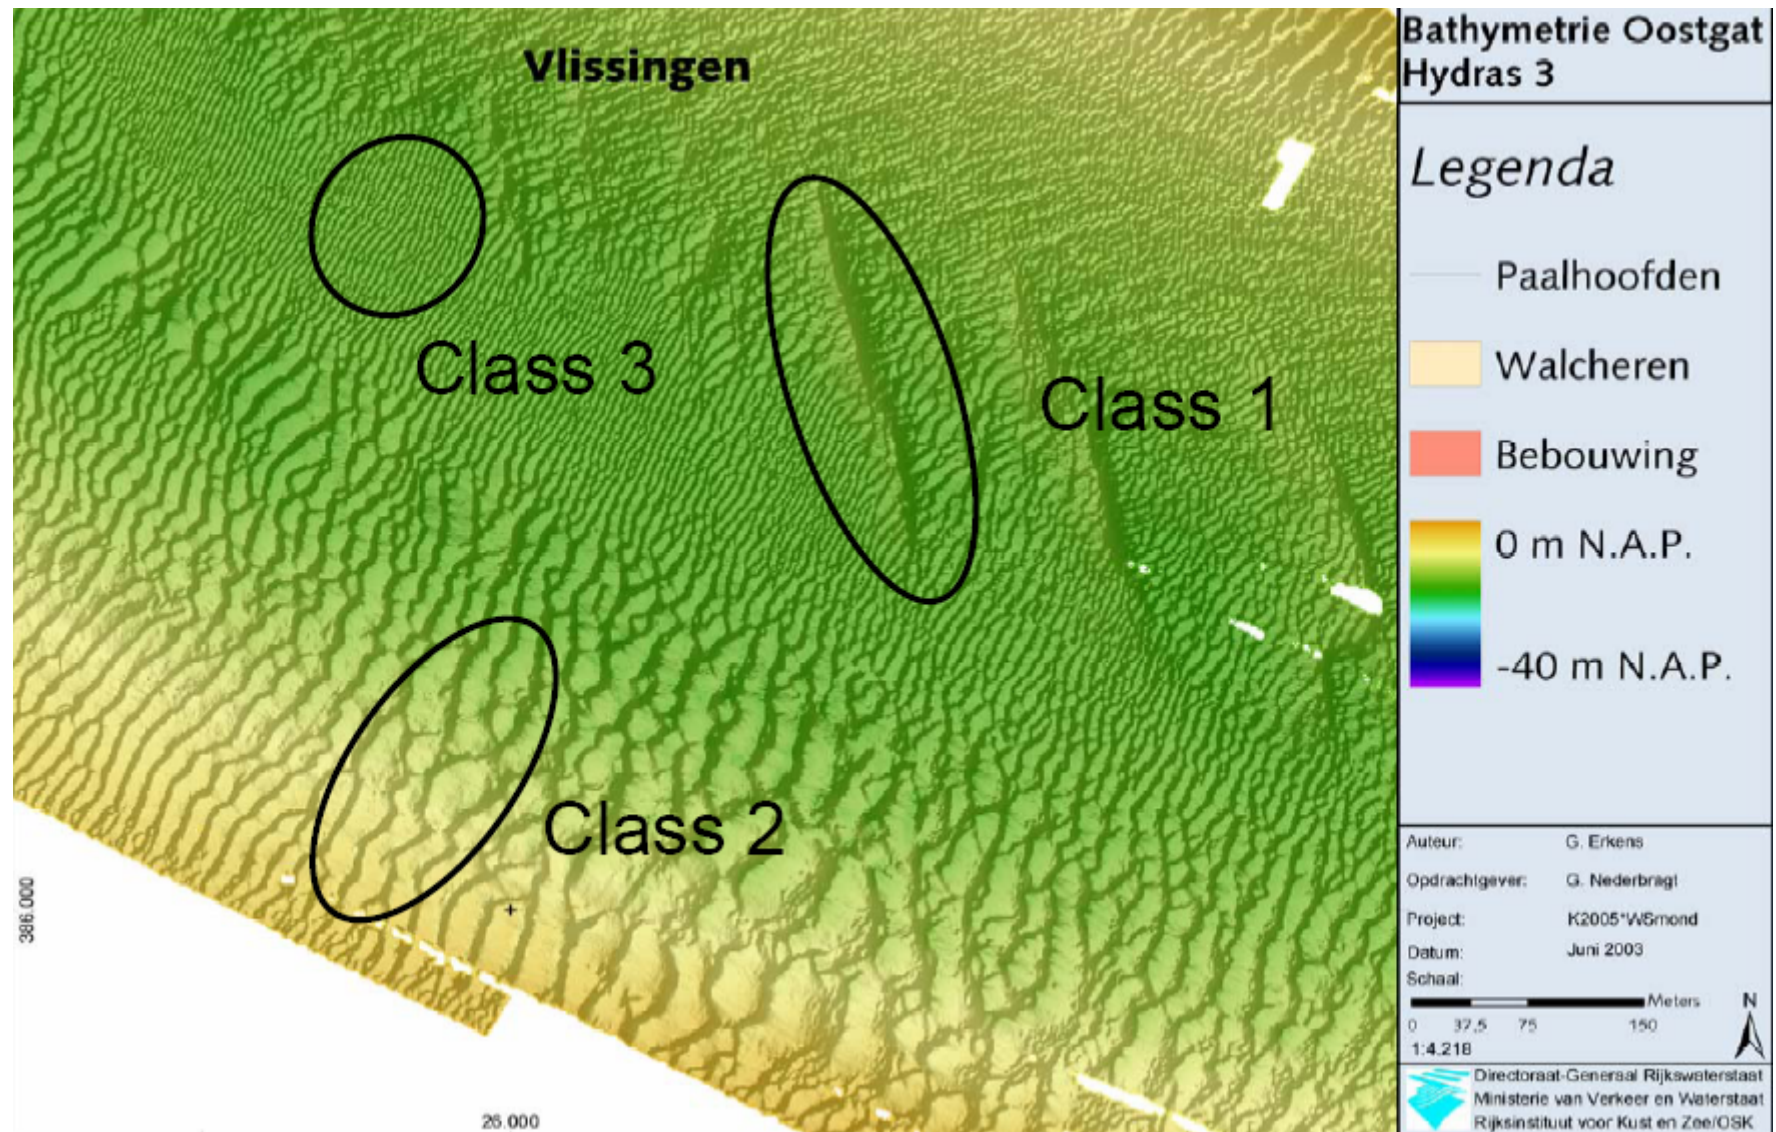 Vlissingen
1
Class 3
Class 1
Class 2
386.000
26.000
Bathymetrie Oostgat
Hydras 3
Legenda
Paalhoofden
Walcheren
Bebouwing
0 m N.A.P.
-40 m N.A.P.
Auteur: G. Erkens
Opdrachtgever: G. Nederbragt
Project: K2005*WSmond
Datum: Juni 2003
Schaal:
Meters
0 37,5 75 150
1:4.218
N
Directoraat-Generaal Rijkswaterstaat
Ministerie van Verkeer en Waterstaat
Rijksinstituut voor Kust en Zee/OSK